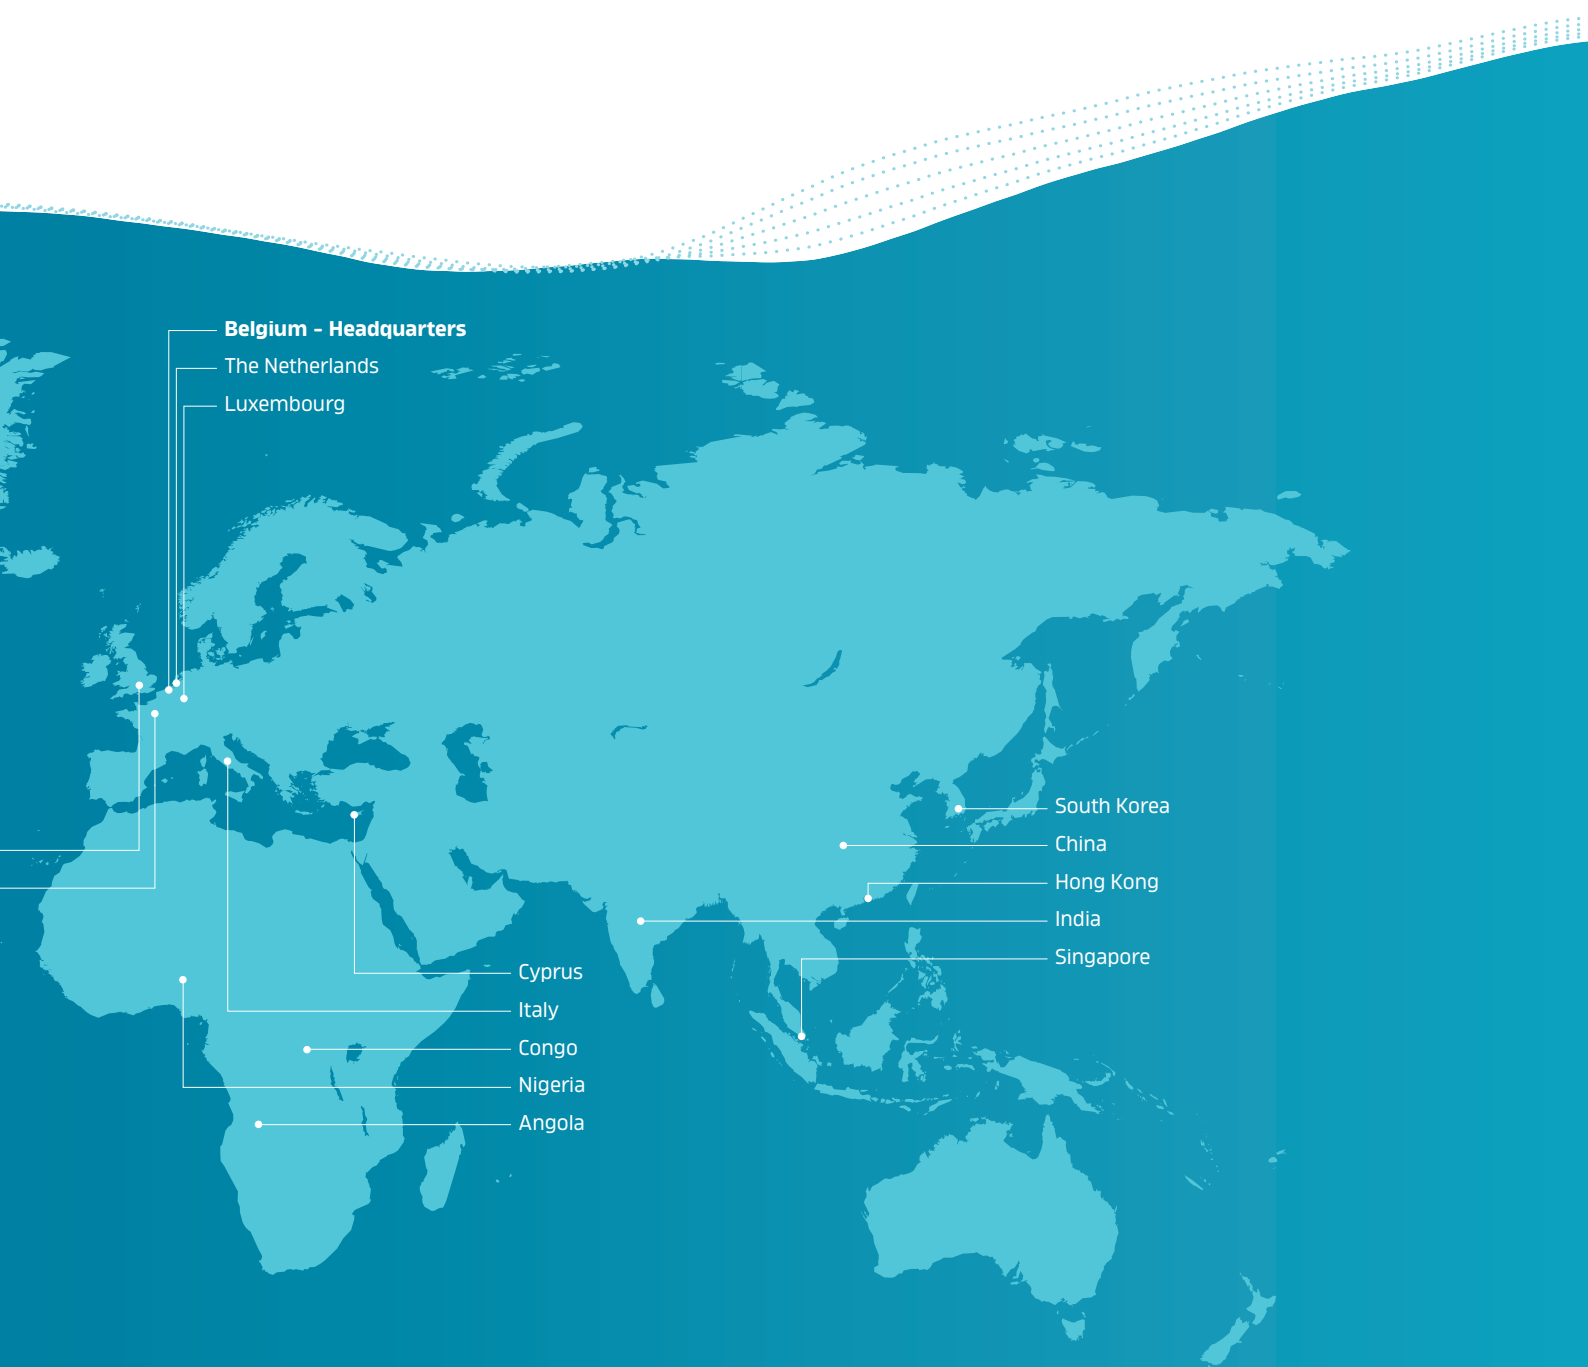 Belgium – Headquarters
The Netherlands
Luxembourg
South Korea
China
Hong Kong
India
Singapore
Cyprus
Italy
Congo
Nigeria
Angola